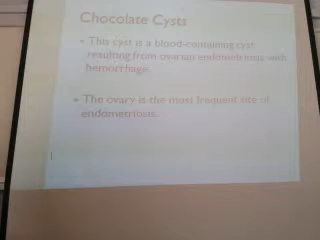 Chocolate Cysts
• This cyst is a blood-containing cyst
resulting from ovarian endometriosis with
hemorrhage.
• The ovary is the most frequent site of
endometriosis.